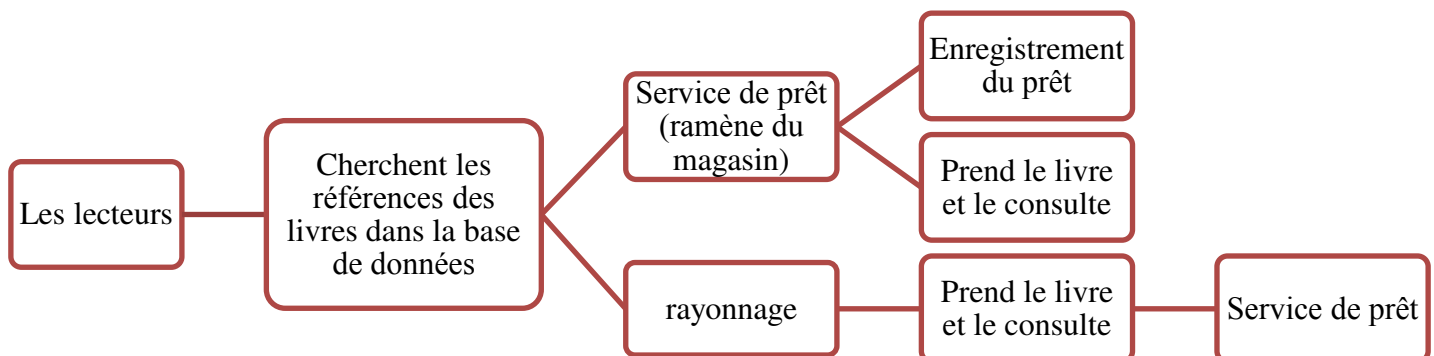 Les lecteurs
Cherchent les
références des
livres dans la base
de données
Service de prêt
(ramène du
magasin)
Enregistrement
du prêt
Prend le livre
et le consulte
rayonnage
Prend le livre
et le consulte
Service de prêt